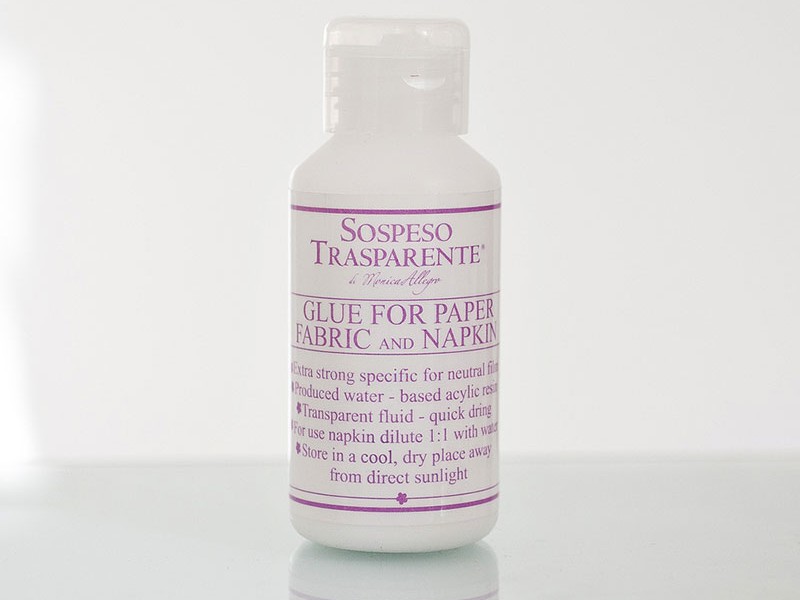 SOSPESO
TRASPARENTE®
di Monica Allegro
GLUE FOR PAPER
FABRIC AND NAPKIN
Extra strong specific for neutral film
Produced water - based acylic resin
Transparent fluid - quick dring
For use napkin dilute 1:1 with water
Store in a cool, dry place away
from direct sunlight